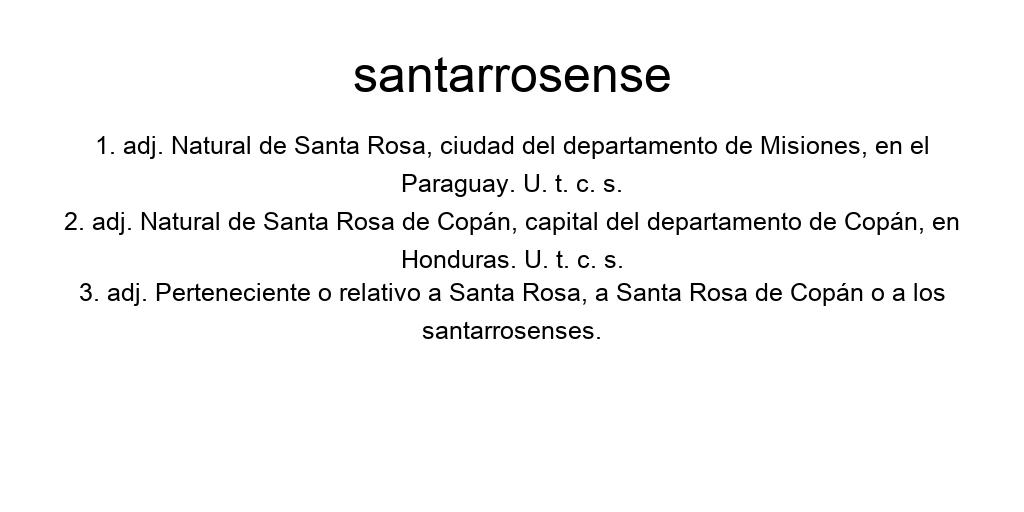 santarrosense
1. adj. Natural de Santa Rosa, ciudad del departamento de Misiones, en el
Paraguay. U. t. c. s.
2. adj. Natural de Santa Rosa de Copán, capital del departamento de Copán, en
Honduras. U. t. c. s.
3. adj. Perteneciente o relativo a Santa Rosa, a Santa Rosa de Copán o a los
santarrosenses.